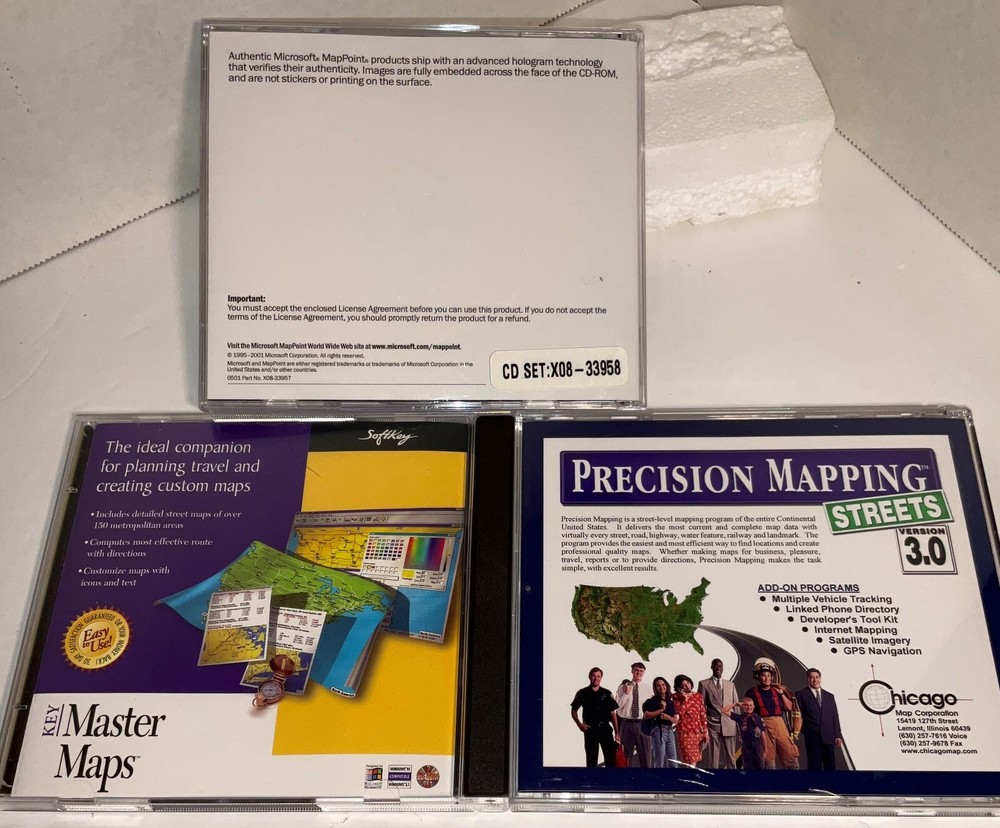 Authentic Microsoft® MapPoint® products ship with an advanced hologram technology
that verifies their authenticity. Images are fully embedded across the face of the CD-ROM,
and are not stickers or printing on the surface.
Important:
You must accept the enclosed License Agreement before you can use this product. If you do not accept the
terms of the License Agreement, you should promptly return the product for a refund.
Visit the Microsoft MapPoint World Wide Web site at www.microsoft.com/mappoint.
© 1995-2001 Microsoft Corporation. All rights reserved.
Microsoft and MapPoint are either registered trademarks or trademarks of Microsoft Corporation in the
United States and/or other countries.
0501 Part No. X08-33957
CD SET:X08-33958
SoftKey
The ideal companion
for planning travel and
creating custom maps
• Includes detailed street maps of over
150 metropolitan areas
• Computes most effective route
with directions
• Customize maps with
icons and text
30 DAY SATISFACTION GUARANTEED OR YOUR MONEY BACK!
Easy
to Use!
KEY
Master
Maps™
PRECISION MAPPING™
STREETS
VERSION
3.0
Precision Mapping is a street-level mapping program of the entire Continental
United States. It delivers the most current and complete map data with
virtually every street, road, highway, water feature, railway and landmark. The
program provides the easiest and most efficient way to find locations and create
professional quality maps. Whether making maps for business, pleasure,
travel, reports or to provide directions, Precision Mapping makes the task
simple, with excellent results.
ADD-ON PROGRAMS
● Multiple Vehicle Tracking
● Linked Phone Directory
● Developer's Tool Kit
● Internet Mapping
● Satellite Imagery
● GPS Navigation
Chicago
Map Corporation
15419 127th Street
Lemont, Illinois 60439
(630) 257-7616 Voice
(630) 257-9678 Fax
www.chicagomap.com